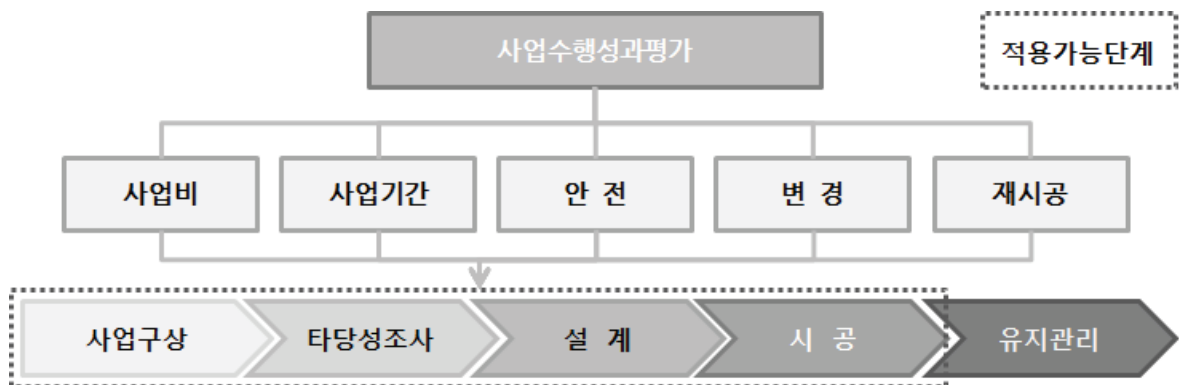 사업수행성과평가
적용가능단계
사업비
사업기간
안 전
변 경
재시공
사업구상
타당성조사
설 계
시 공
유지관리